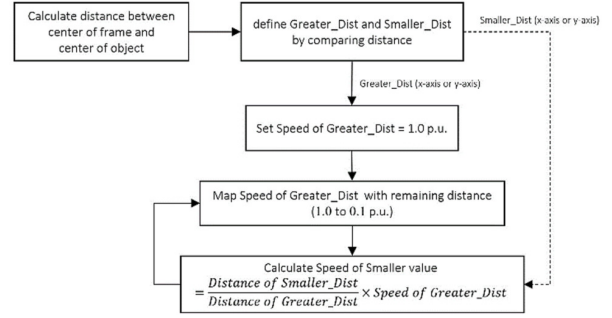 Calculate distance between
center of frame and
center of object
define Greater_Dist and Smaller_Dist
by comparing distance
Smaller_Dist (x-axis or y-axis)
Greater_Dist (x-axis or y-axis)
Set Speed of Greater_Dist = 1.0 p.u.
Map Speed of Greater_Dist with remaining distance
(1.0 to 0.1 p.u.)
Calculate Speed of Smaller value
= Distance of Smaller_Dist / Distance of Greater_Dist × Speed of Greater_Dist